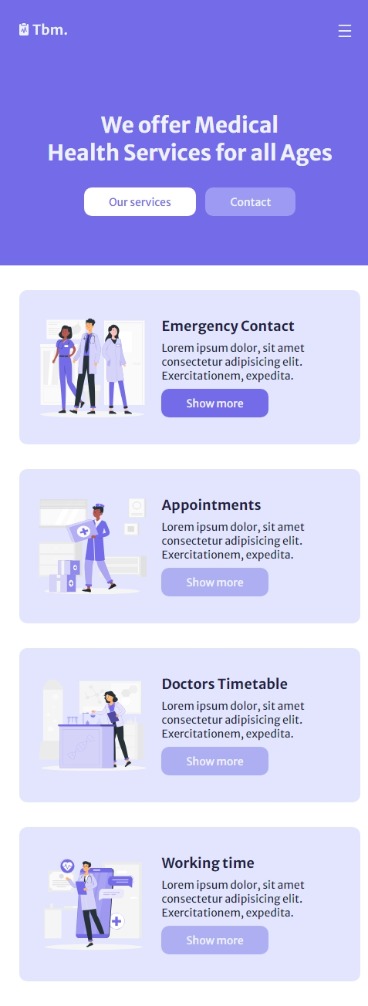 Tbm.
We offer Medical
Health Services for all Ages
Our services
Contact
Emergency Contact
Lorem ipsum dolor, sit amet
consectetur adipisicing elit.
Exercitationem, expedita.
Show more
Appointments
Lorem ipsum dolor, sit amet
consectetur adipisicing elit.
Exercitationem, expedita.
Show more
Doctors Timetable
Lorem ipsum dolor, sit amet
consectetur adipisicing elit.
Exercitationem, expedita.
Show more
Working time
Lorem ipsum dolor, sit amet
consectetur adipisicing elit.
Exercitationem, expedita.
Show more